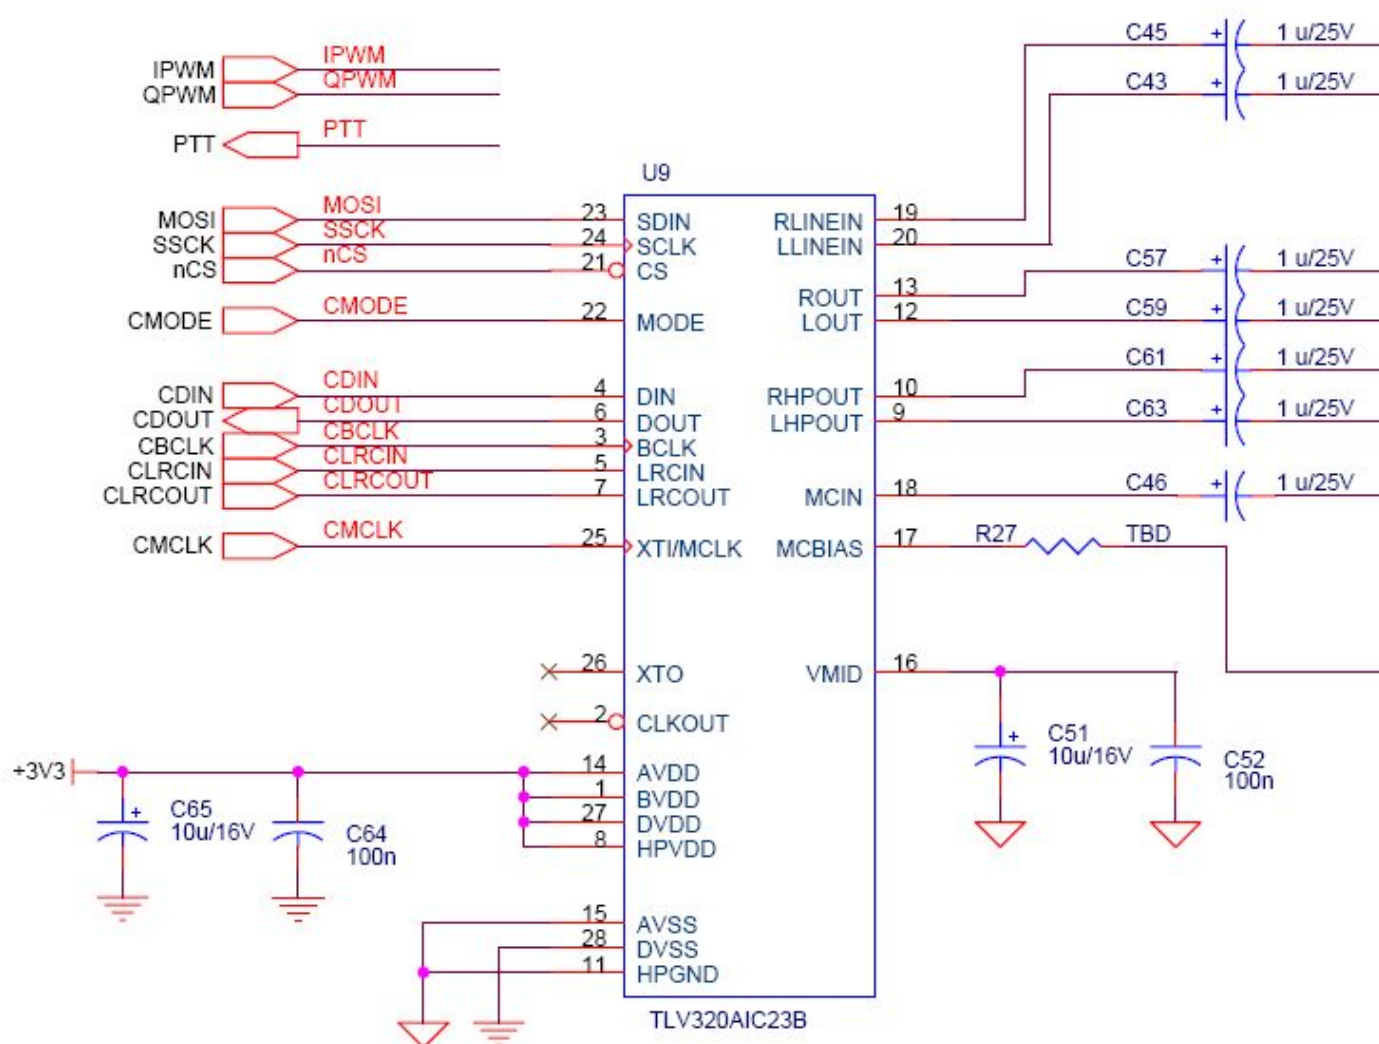 C45 + 1 u/25V
IPWM IPWM
C43 + 1 u/25V
QPWM QPWM
PTT PTT
U9
MOSI MOSI 23 SDIN RLINEIN 19
SSCK SSCK 24 SCLK LLINEIN 20
nCS nCS 21 CS
C57 + 1 u/25V
ROUT 13
CMODE CMODE 22 MODE LOUT 12 C59 + 1 u/25V
C61 + 1 u/25V
CDIN CDIN 4 DIN RHPOUT 10
CDOUT CDOUT 6 DOUT LHPOUT 9 C63 + 1 u/25V
CBCLK CBCLK 3 BCLK
CLRCIN CLRCIN 5 LRCIN
CLRCOUT CLRCOUT 7 LRCOUT MCIN 18 C46 + 1 u/25V
CMCLK CMCLK 25 XTI/MCLK MCBIAS 17 R27 TBD
26 XTO VMID 16
2 CLKOUT
+ C51
10u/16V
C52
100n
+3V3 14 AVDD
1 BVDD
+ C65
10u/16V
27 DVDD
C64
100n
8 HPVDD
15 AVSS
28 DVSS
11 HPGND
TLV320AIC23B